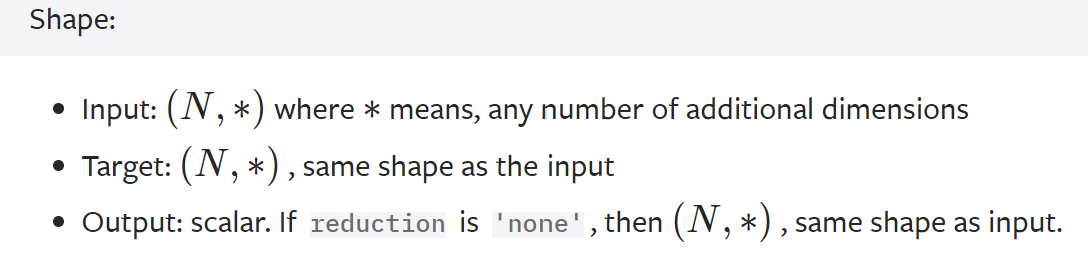 Shape:
• Input: (N, ∗) where ∗ means, any number of additional dimensions
• Target: (N, ∗) , same shape as the input
• Output: scalar. If reduction is 'none' , then (N, ∗) , same shape as input.